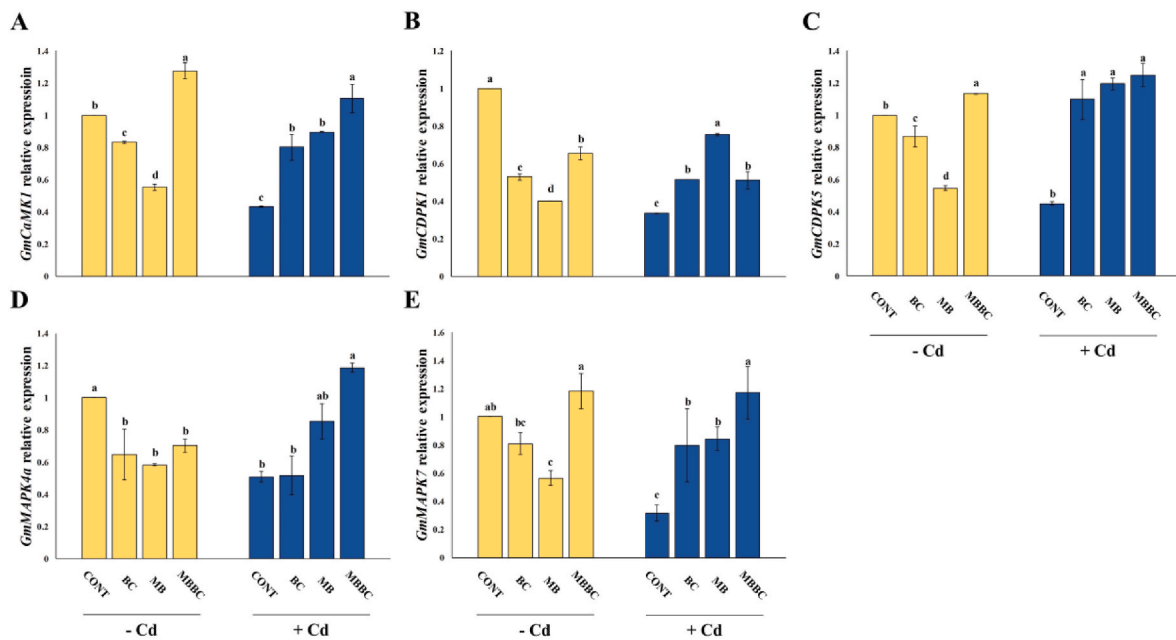 A
GmCaMK1 relative expressioin
1.4
1.2
1
0.8
0.6
0.4
0.2
0
b
c
d
a
c
b
b
a
B
GmCDPK1 relative expression
1.2
1
0.8
0.6
0.4
0.2
0
a
c
d
b
c
b
a
b
C
GmCDPK5 relative expression
1.4
1.2
1
0.8
0.6
0.4
0.2
0
b
c
d
a
b
a
a
a
CONT
BC
MB
MBBC
CONT
BC
MB
MBBC
- Cd
+ Cd
D
GmMAPK4a relative expression
1.4
1.2
1
0.8
0.6
0.4
0.2
0
a
b
b
b
b
b
ab
a
CONT
BC
MB
MBBC
CONT
BC
MB
MBBC
- Cd
+ Cd
E
GmMAPK7 relative expression
1.6
1.4
1.2
1
0.8
0.6
0.4
0.2
0
ab
bc
c
a
c
b
b
a
CONT
BC
MB
MBBC
CONT
BC
MB
MBBC
- Cd
+ Cd